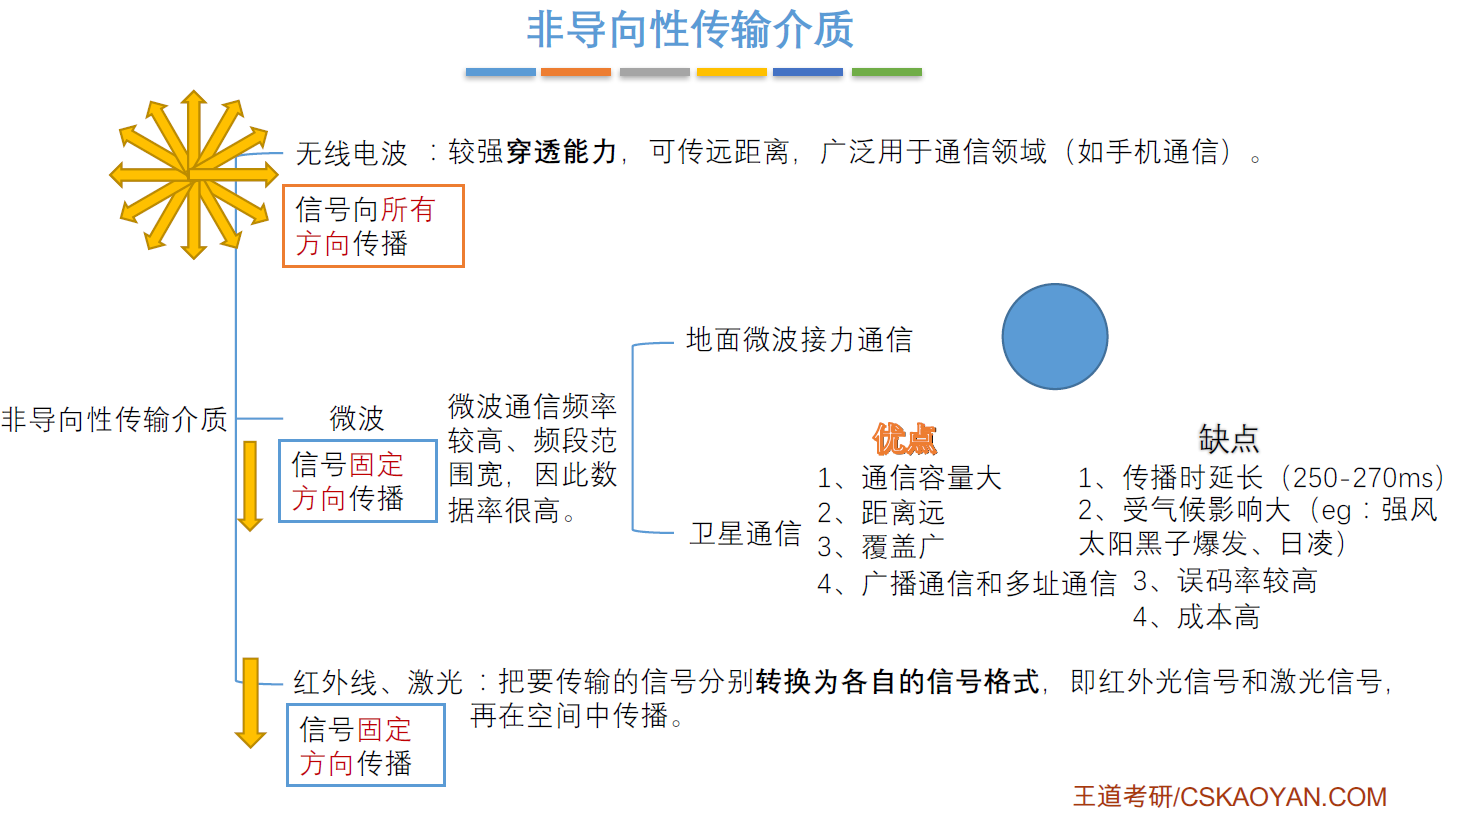 非导向性传输介质
无线电波 ：较强穿透能力，可传远距离，广泛用于通信领域（如手机通信）。
信号向所有
方向传播
地面微波接力通信
非导向性传输介质
微波
信号固定
方向传播
微波通信频率
较高、频段范
围宽，因此数
据率很高。
卫星通信
优点
1、通信容量大
2、距离远
3、覆盖广
4、广播通信和多址通信
缺点
1、传播时延长（250-270ms）
2、受气候影响大（eg：强风
太阳黑子爆发、日凌）
3、误码率较高
4、成本高
红外线、激光 ：把要传输的信号分别转换为各自的信号格式，即红外光信号和激光信号，
再在空间中传播。
信号固定
方向传播
王道考研/CSKAOYAN.COM